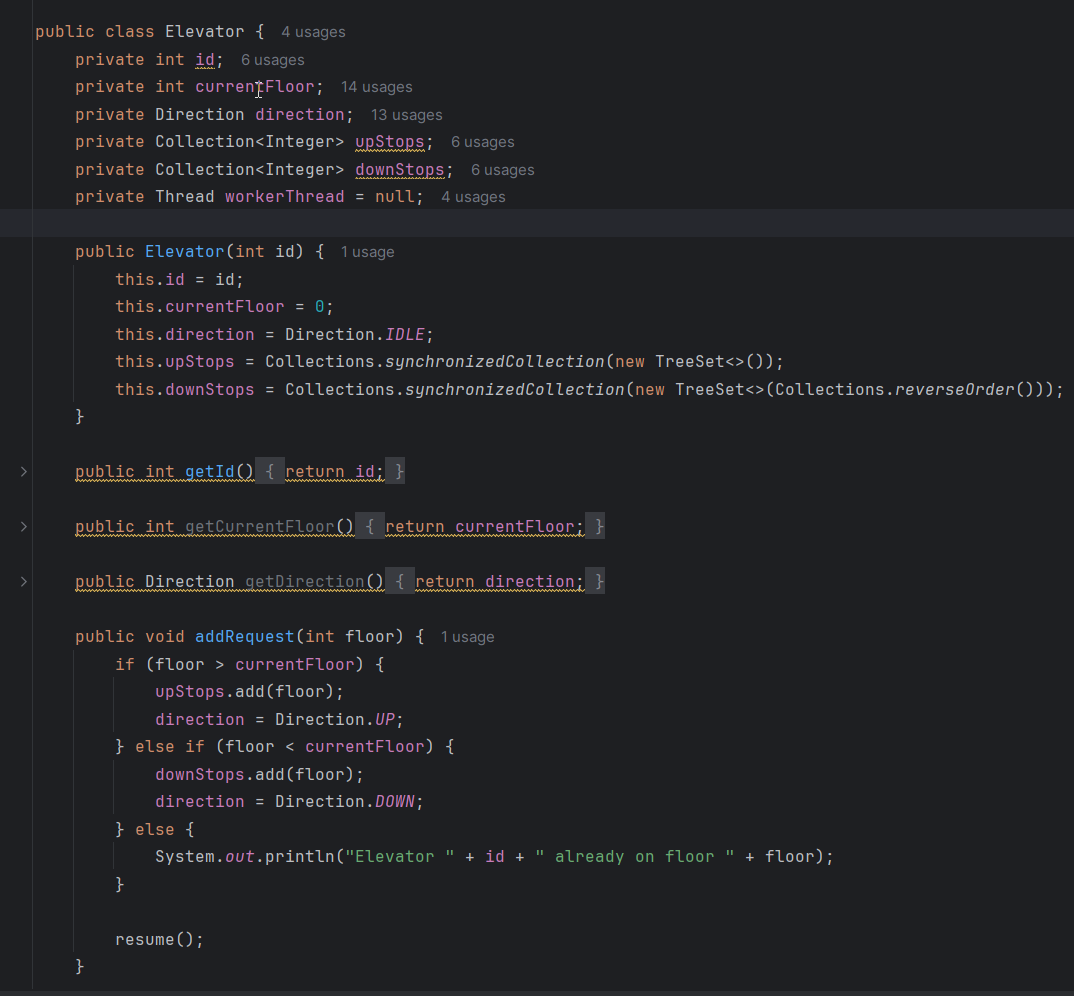 public class Elevator { 4 usages
private int id; 6 usages
private int currentFloor; 14 usages
private Direction direction; 13 usages
private Collection<Integer> upStops; 6 usages
private Collection<Integer> downStops; 6 usages
private Thread workerThread = null; 4 usages
public Elevator(int id) { 1 usage
this.id = id;
this.currentFloor = 0;
this.direction = Direction.IDLE;
this.upStops = Collections.synchronizedCollection(new TreeSet<>());
this.downStops = Collections.synchronizedCollection(new TreeSet<>(Collections.reverseOrder()));
}
public int getId() { return id; }
public int getCurrentFloor() { return currentFloor; }
public Direction getDirection() { return direction; }
public void addRequest(int floor) { 1 usage
if (floor > currentFloor) {
upStops.add(floor);
direction = Direction.UP;
} else if (floor < currentFloor) {
downStops.add(floor);
direction = Direction.DOWN;
} else {
System.out.println("Elevator " + id + " already on floor " + floor);
}
resume();
}